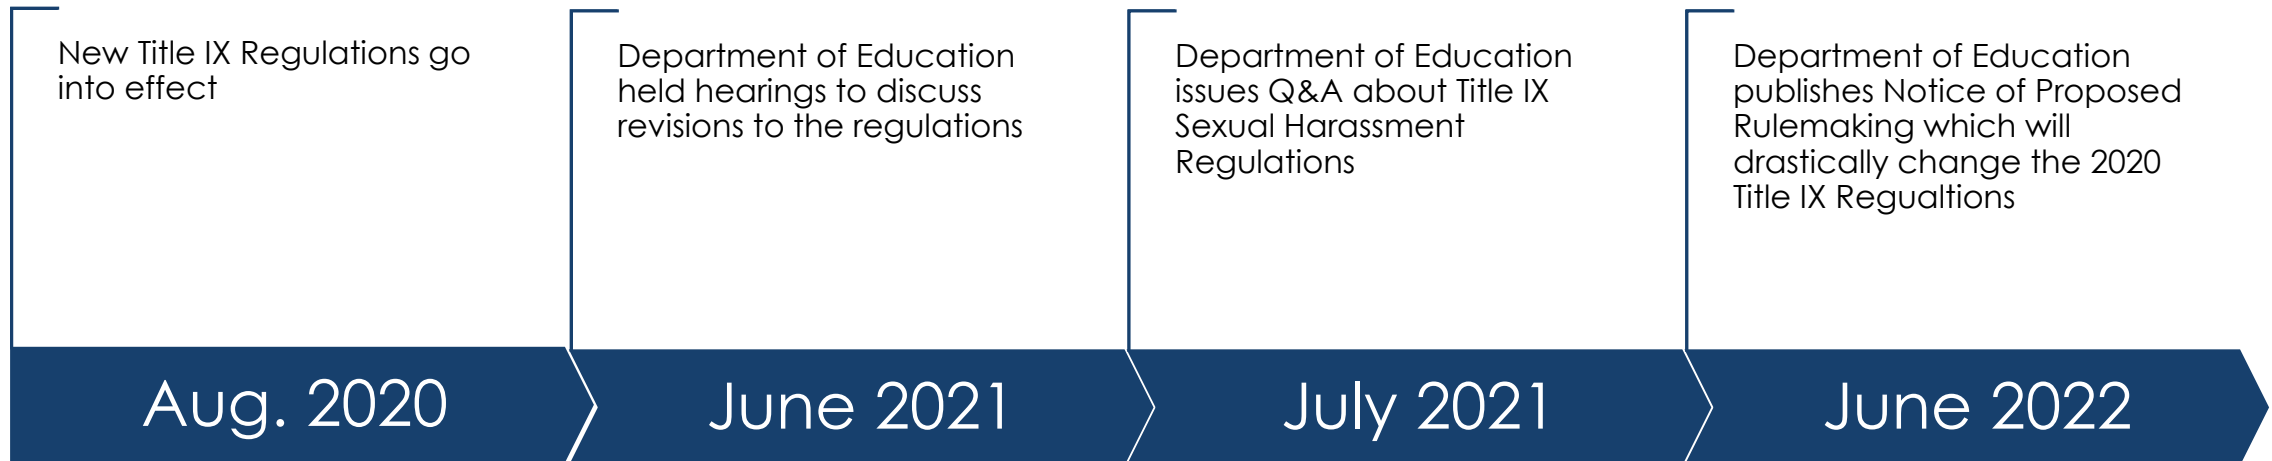 New Title IX Regulations go
into effect
Aug. 2020
Department of Education
held hearings to discuss
revisions to the regulations
June 2021
Department of Education
issues Q&A about Title IX
Sexual Harassment
Regulations
July 2021
Department of Education
publishes Notice of Proposed
Rulemaking which will
drastically change the 2020
Title IX Regualtions
June 2022